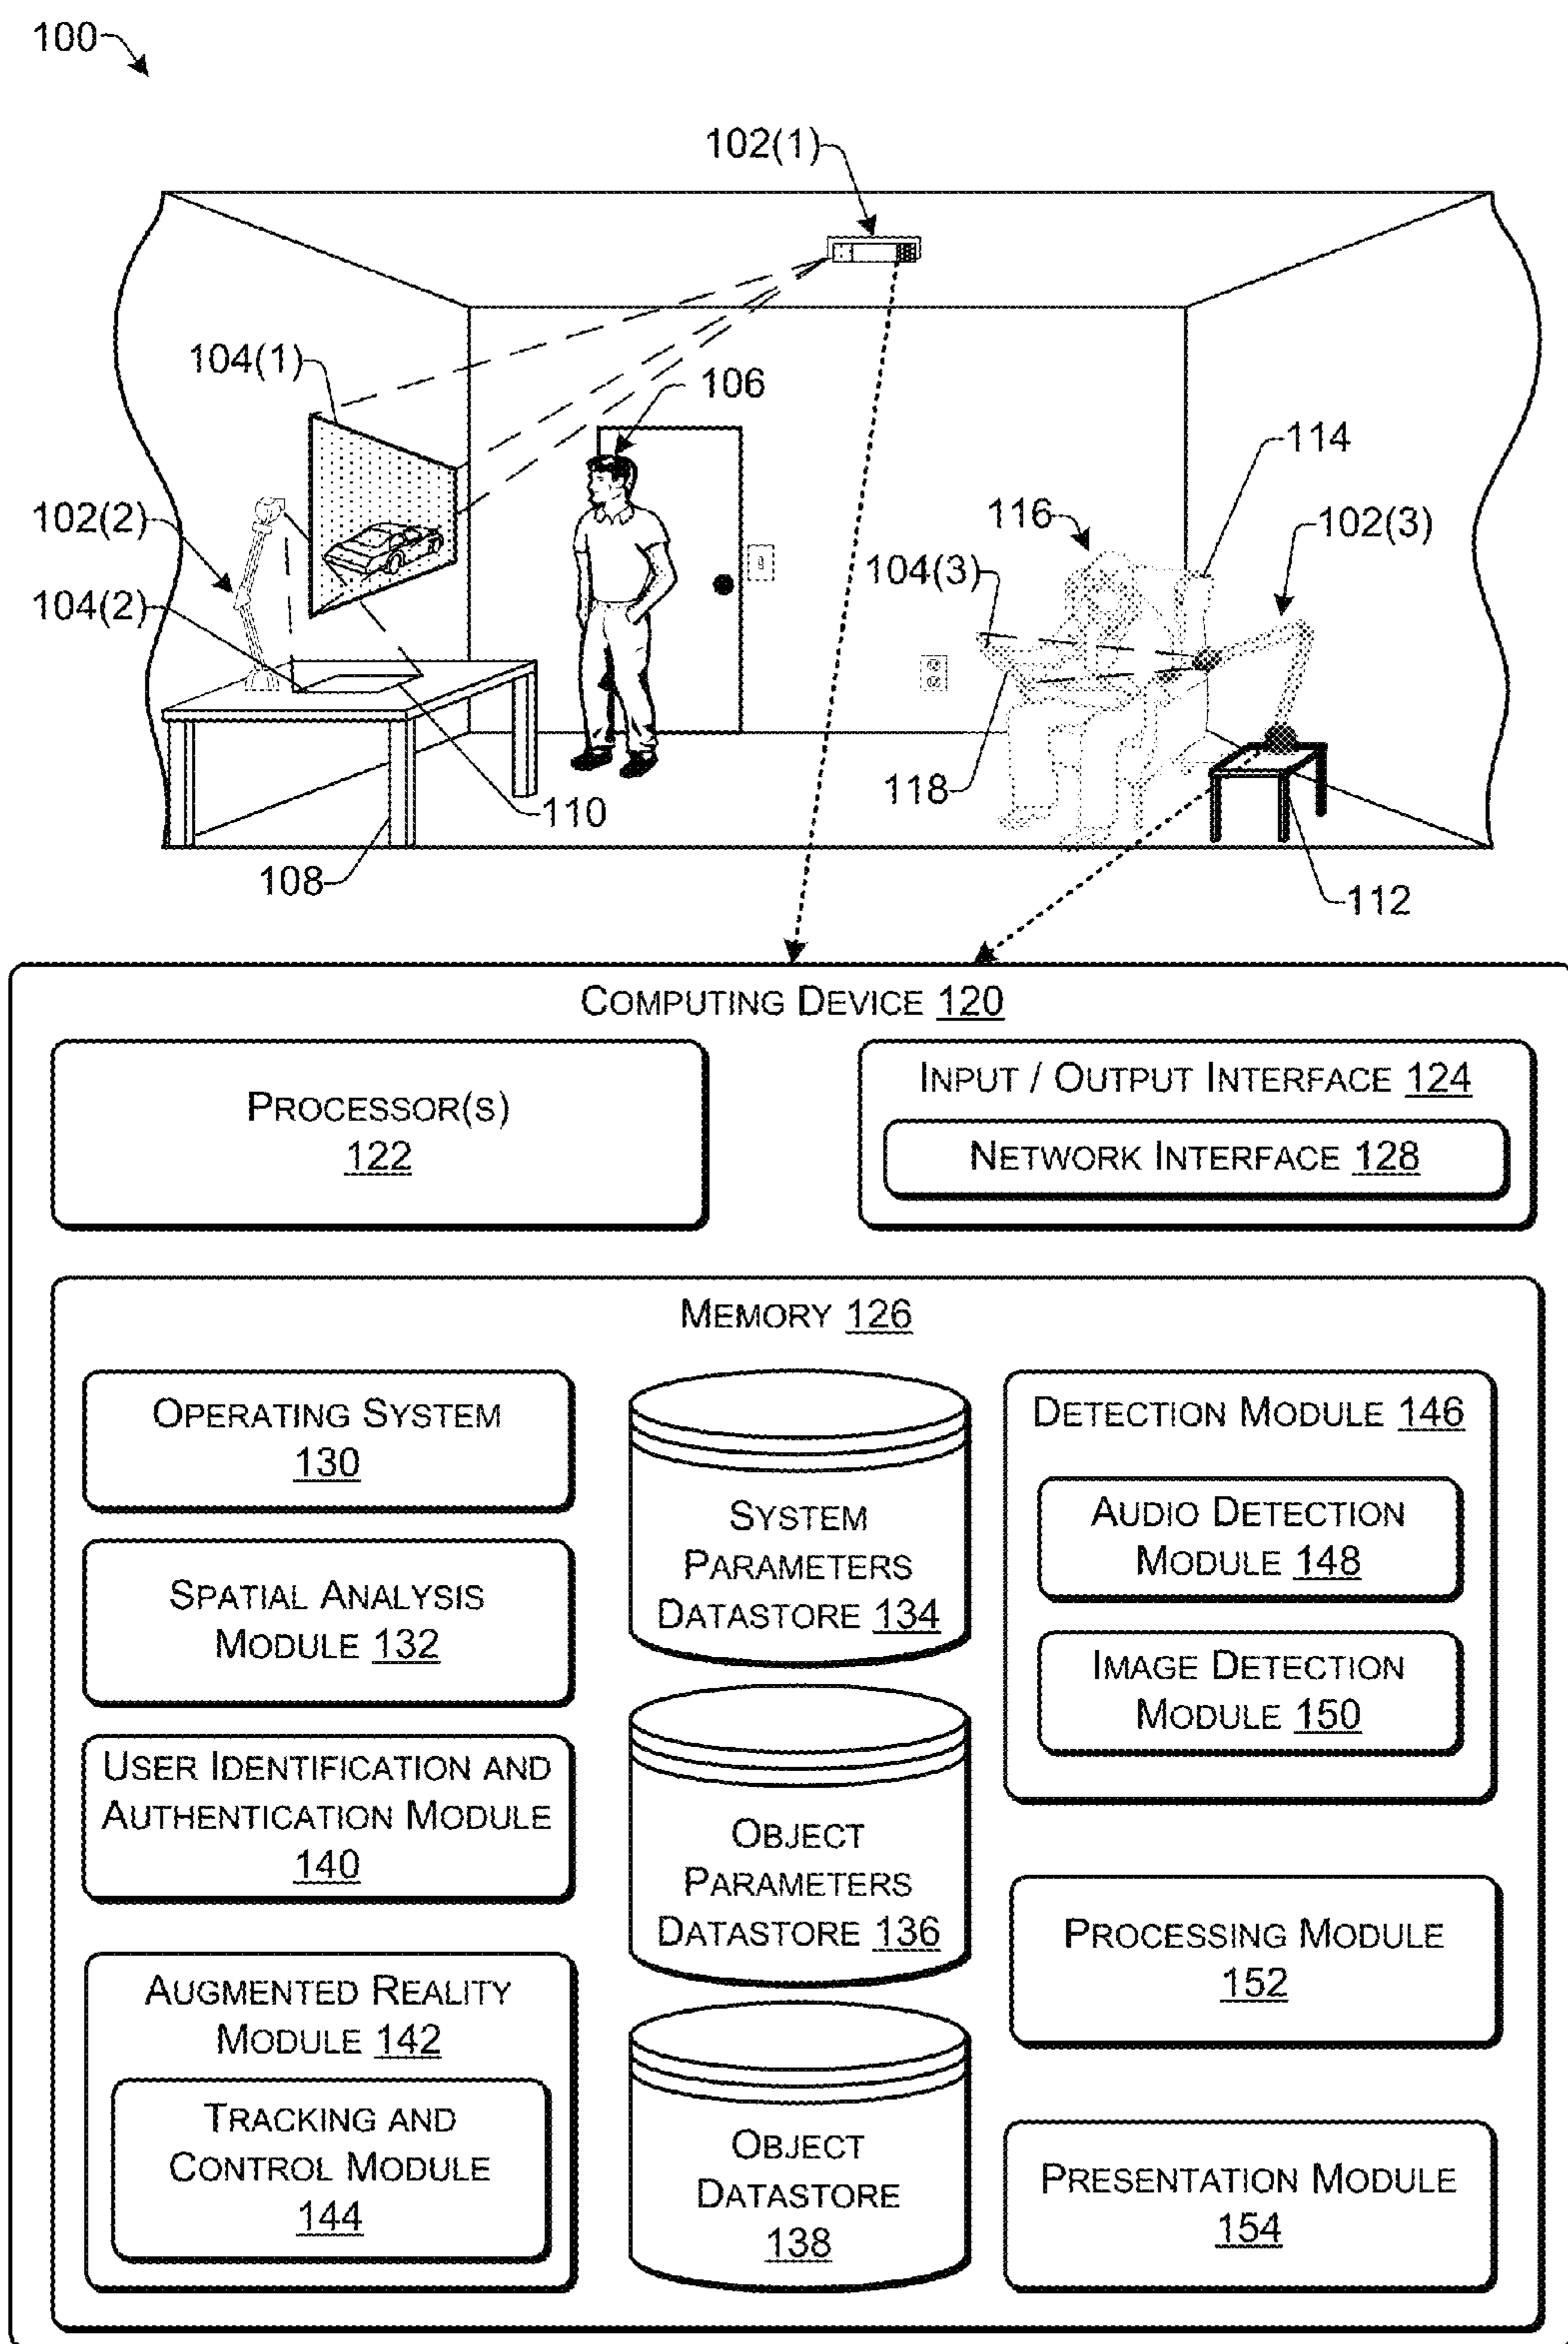 100
102(1)
104(1)
106
114
102(2)
116
102(3)
104(3)
104(2)
118
110
108
112
COMPUTING DEVICE 120
PROCESSOR(S)
122
INPUT / OUTPUT INTERFACE 124
NETWORK INTERFACE 128
MEMORY 126
OPERATING SYSTEM
130
SPATIAL ANALYSIS
MODULE 132
USER IDENTIFICATION AND
AUTHENTICATION MODULE
140
AUGMENTED REALITY
MODULE 142
TRACKING AND
CONTROL MODULE
144
SYSTEM
PARAMETERS
DATASTORE 134
OBJECT
PARAMETERS
DATASTORE 136
OBJECT
DATASTORE
138
DETECTION MODULE 146
AUDIO DETECTION
MODULE 148
IMAGE DETECTION
MODULE 150
PROCESSING MODULE
152
PRESENTATION MODULE
154